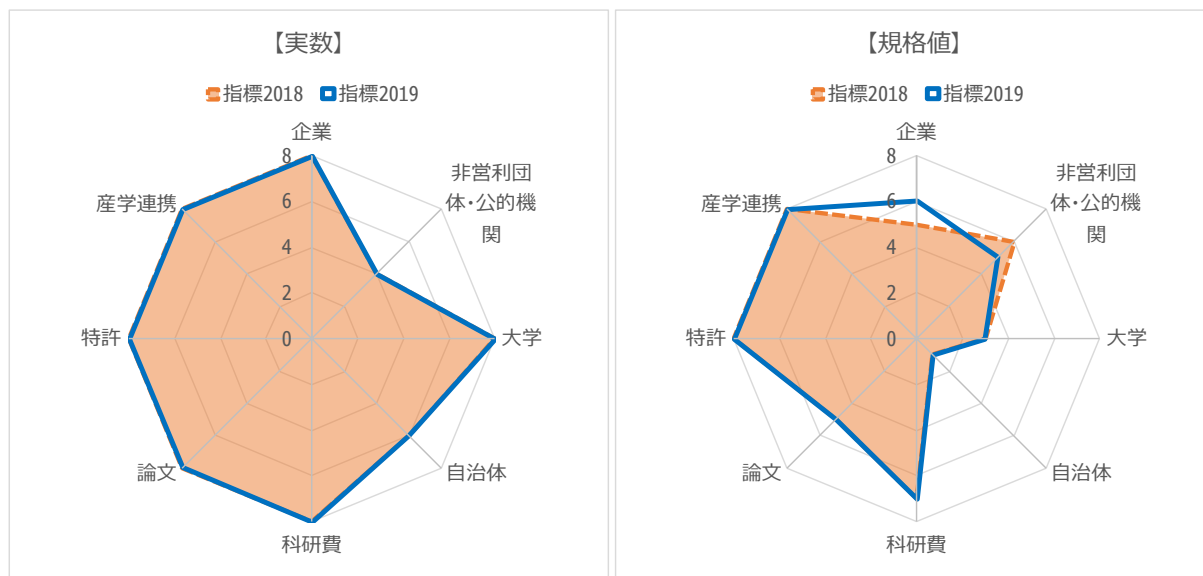 【実数】
指標2018 指標2019
企業
非営利団
体・公的機
関
大学
自治体
科研費
論文
特許
産学連携
8
6
4
2
0
【規格値】
指標2018 指標2019
企業
非営利団
体・公的機
関
大学
自治体
科研費
論文
特許
産学連携
8
6
4
2
0